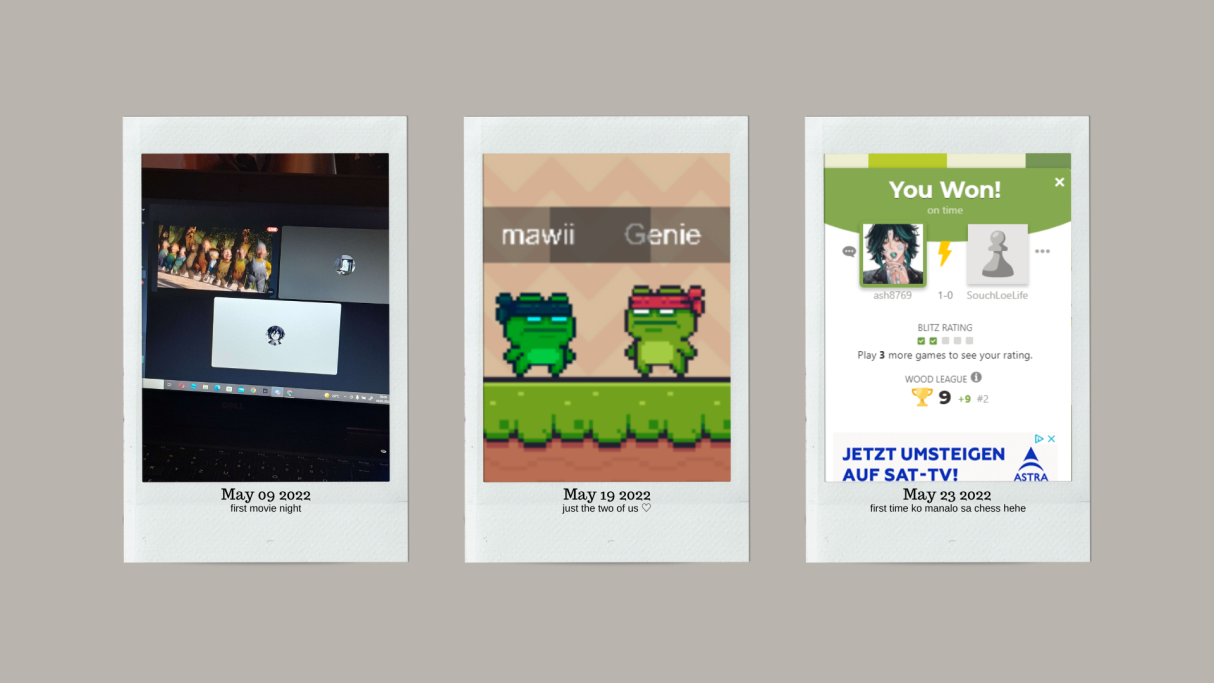 May 09 2022
first movie night
mawii Genie
May 19 2022
just the two of us ♡
You Won!
on time
ash8769 1-0 SouchLoeLife
BLITZ RATING
Play 3 more games to see your rating.
WOOD LEAGUE
9 +9 #2
JETZT UMSTEIGEN
AUF SAT-TV!
ASTRA
May 23 2022
first time ko manalo sa chess hehe